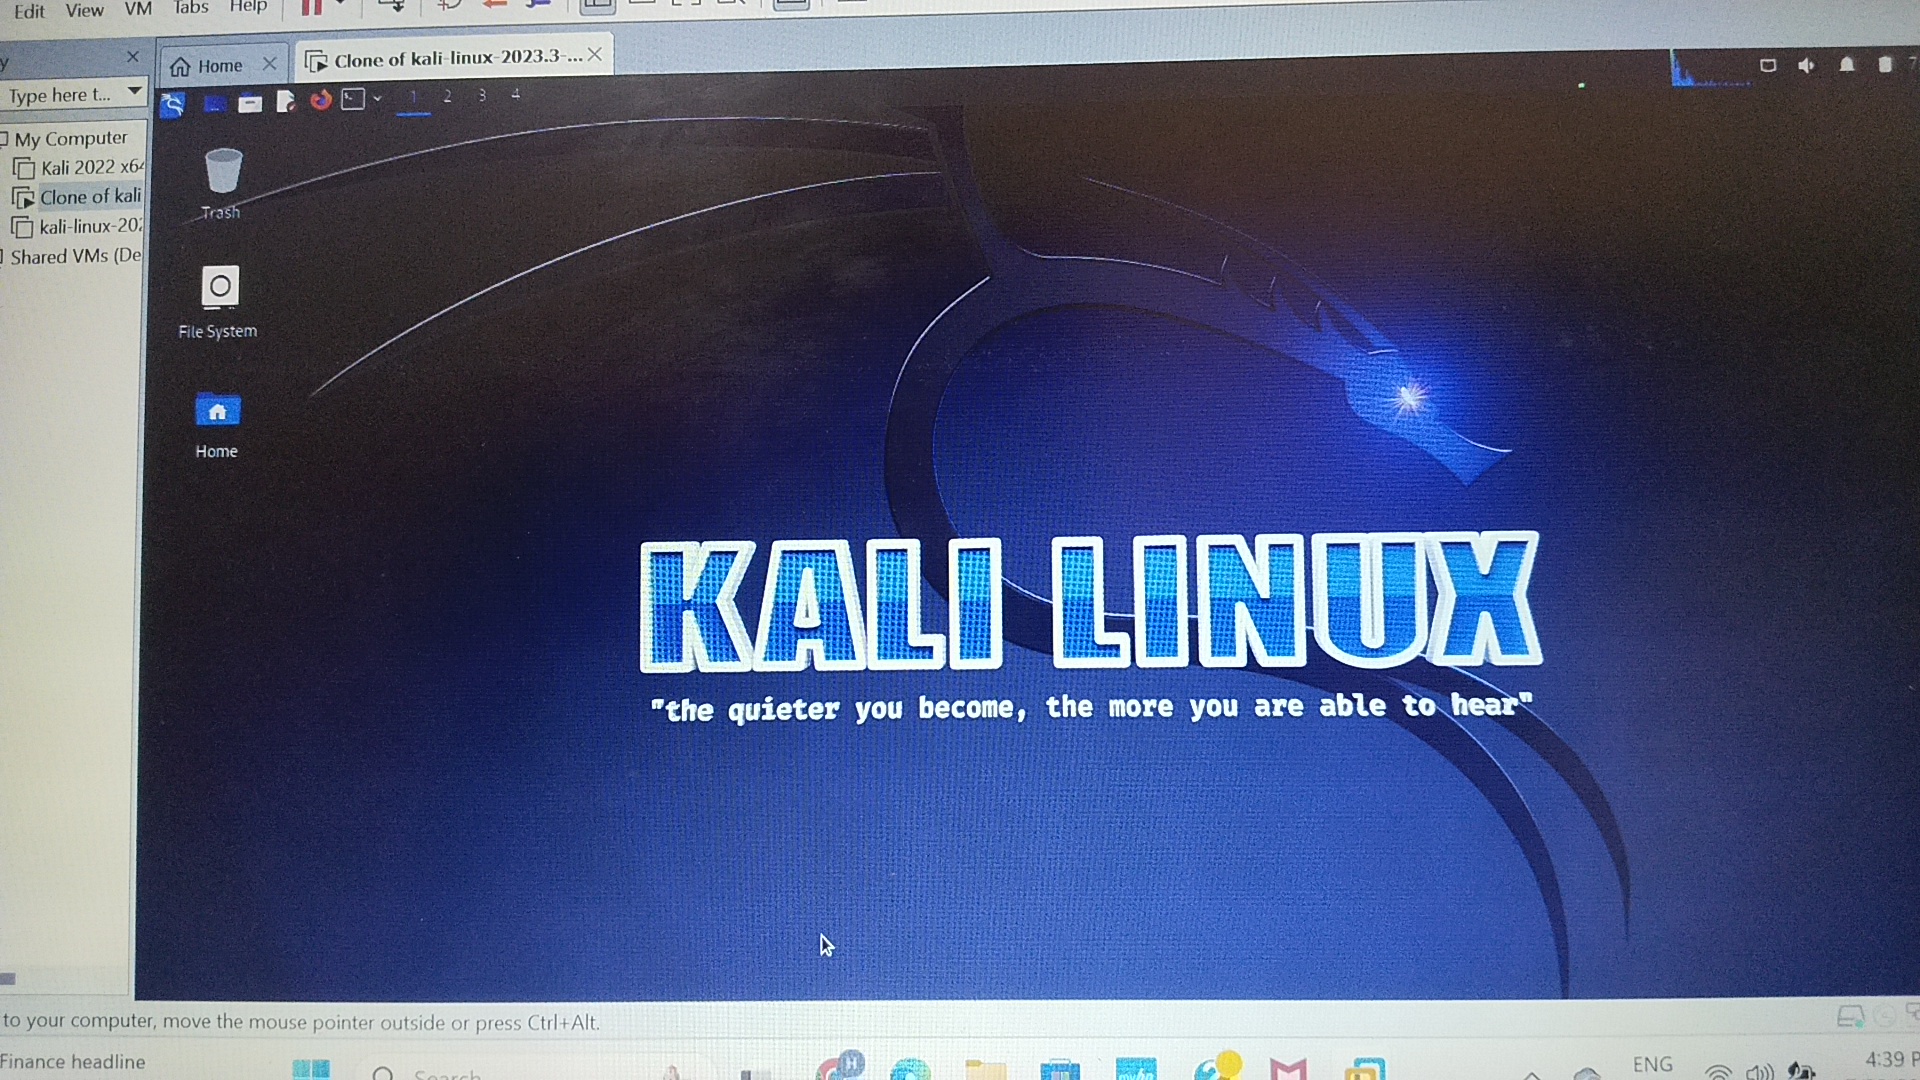 Edit View VM Tabs Help
Home
Clone of kali-linux-2023.3-...
Type here t...
1 2 3 4
My Computer
Kali 2022 x64
Clone of kali
kali-linux-202
Shared VMs (De
Trash
File System
Home
KALI LINUX
"the quieter you become, the more you are able to hear"
to your computer, move the mouse pointer outside or press Ctrl+Alt.
Finance headline
Search
H
ENG
4:39 P